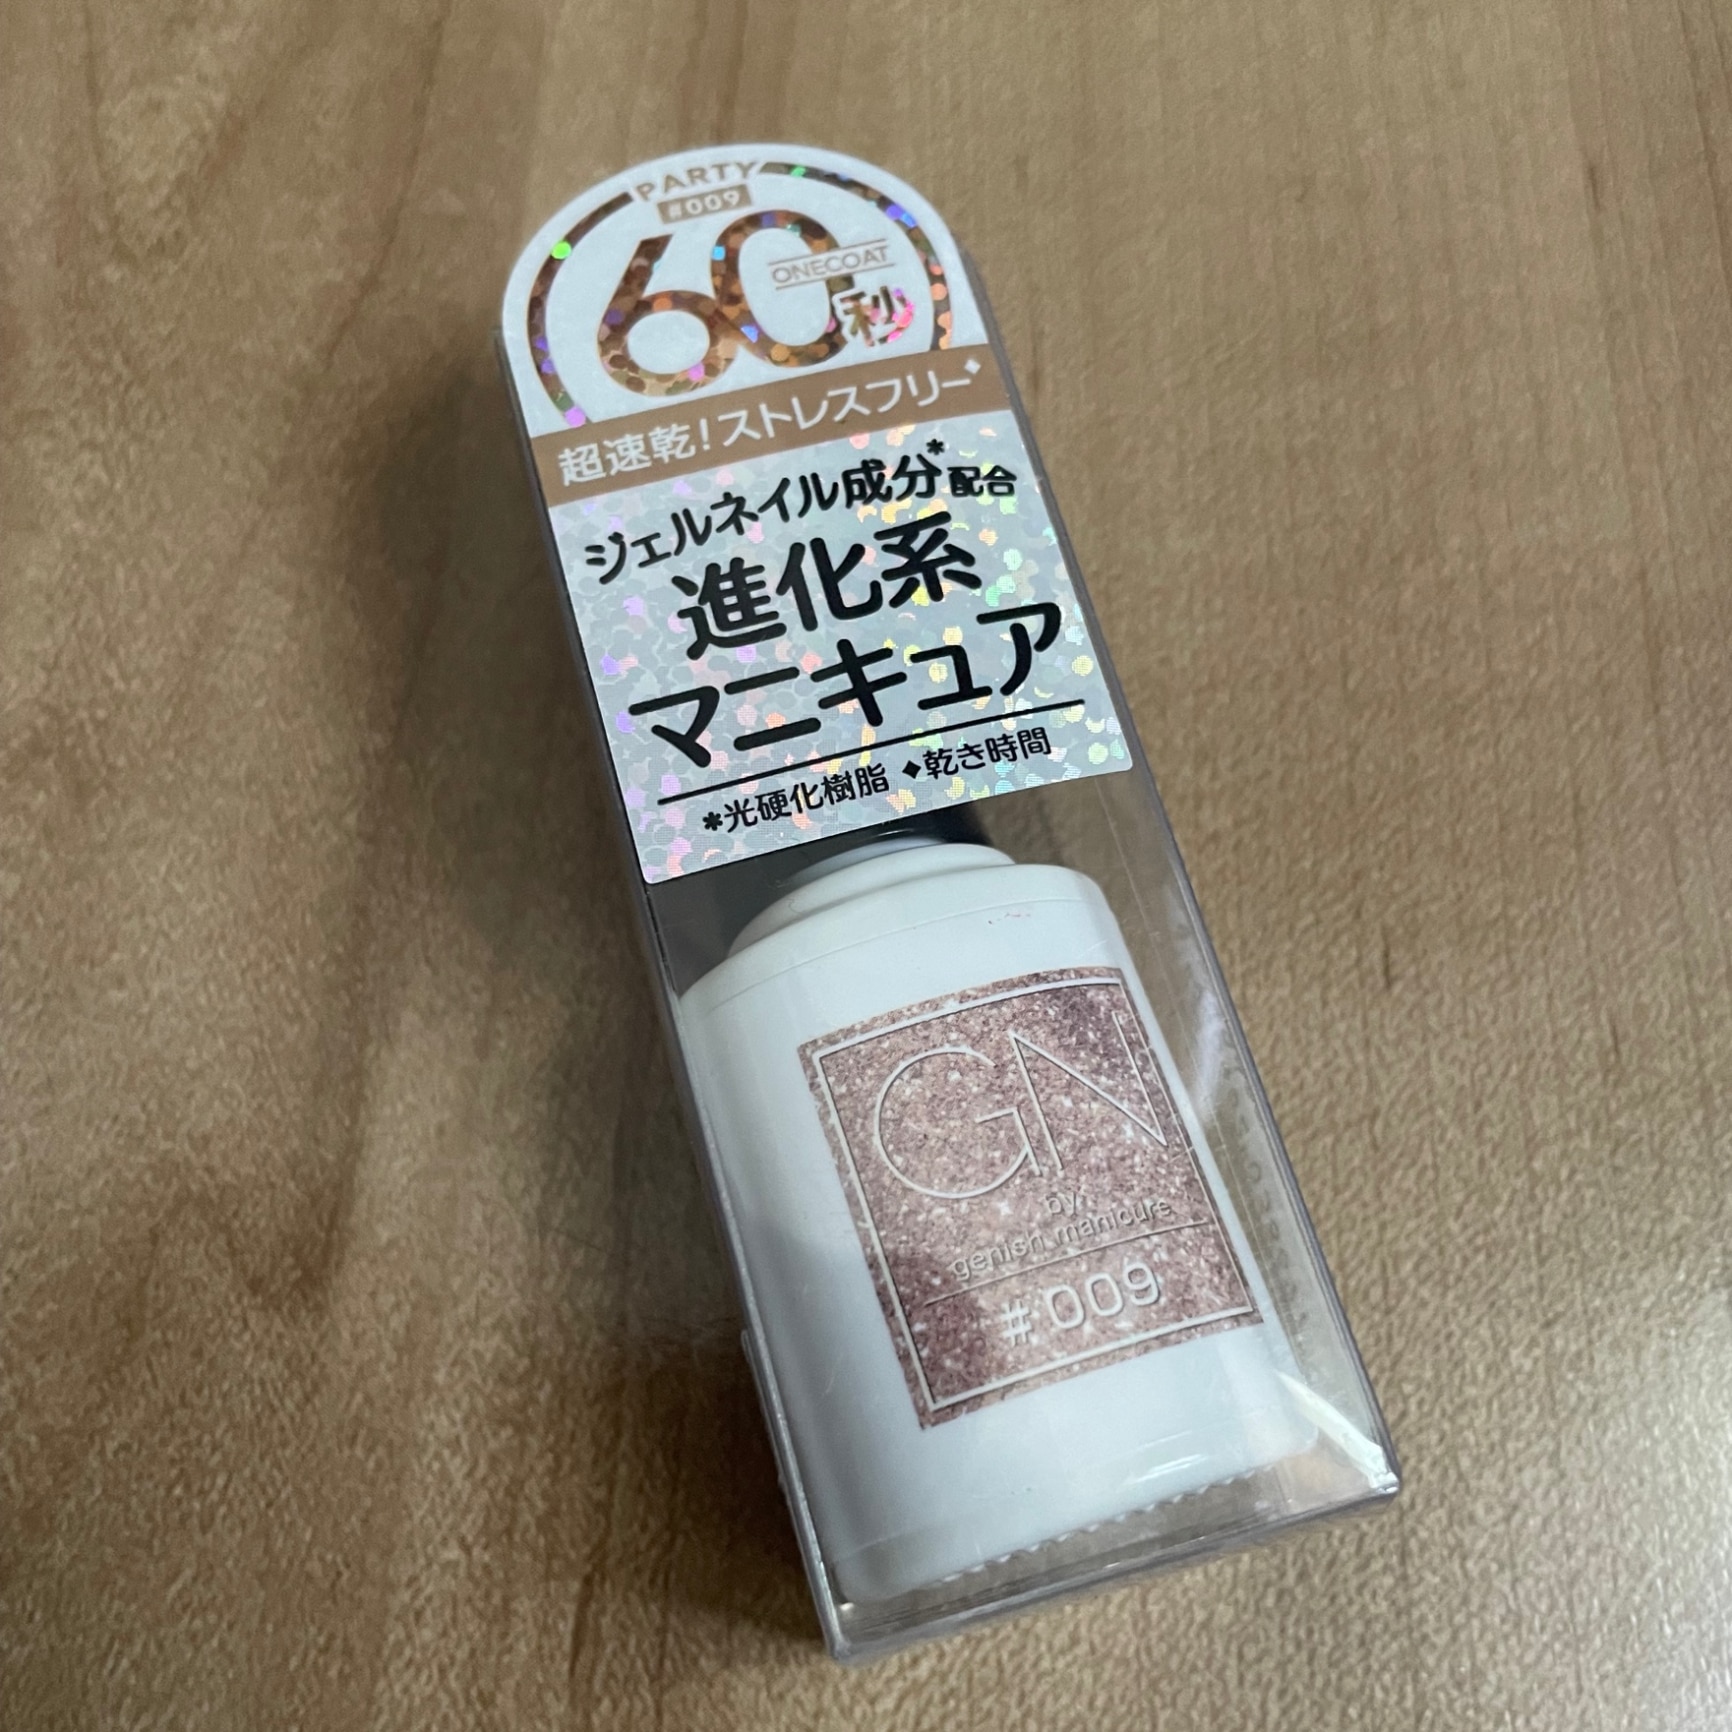 PARTY
#009
60秒
ONECOAT
超速乾!ストレスフリー◆
ジェルネイル成分*配合
進化系
マニキュア
*光硬化樹脂 ◆乾き時間
GN
by
genish manicure
#009